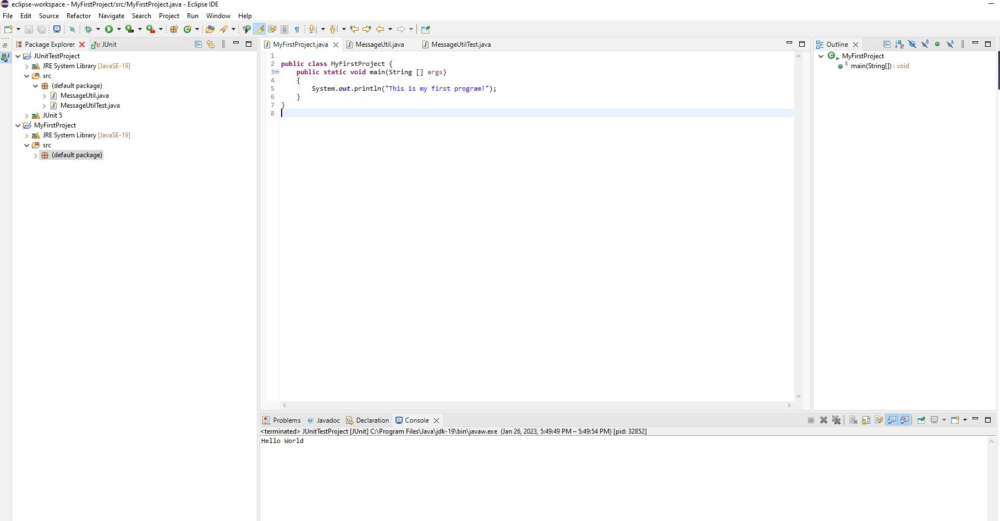 eclipse-workspace - MyFirstProject/src/MyFirstProject.java - Eclipse IDE
File Edit Source Refactor Navigate Search Project Run Window Help
Package Explorer JUnit
JUnitTestProject
JRE System Library [JavaSE-19]
src
(default package)
MessageUtil.java
MessageUtilTest.java
JUnit 5
MyFirstProject
JRE System Library [JavaSE-19]
src
(default package)
MyFirstProject.java MessageUtil.java MessageUtilTest.java
1
2 public class MyFirstProject {
3 public static void main(String [] args)
4 {
5 System.out.println("This is my first program!");
6 }
7 }
8
Outline
MyFirstProject
main(String[]) : void
Problems Javadoc Declaration Console
<terminated> JUnitTestProject [JUnit] C:\Program Files\Java\jdk-19\bin\javaw.exe (Jan 26, 2023, 5:49:49 PM – 5:49:54 PM) [pid: 32852]
Hello World